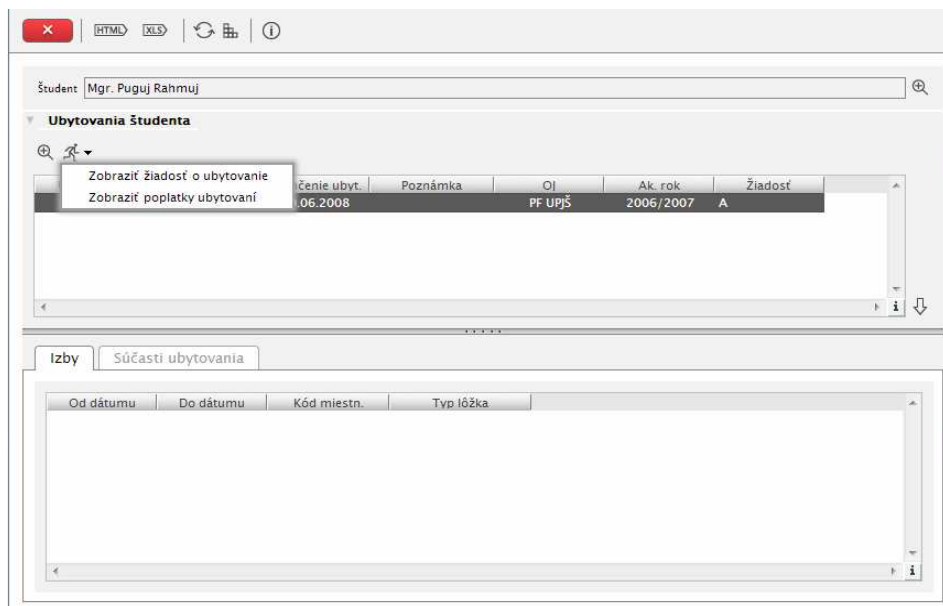 HTML XLS
Študent Mgr. Puguj Rahmuj
Ubytovania študenta
Zobraziť žiadosť o ubytovanie
Zobraziť poplatky ubytovaní
čenie ubyt. Poznámka OJ Ak. rok Žiadosť
.06.2008 PF UPJŠ 2006/2007 A
i
Izby Súčasti ubytovania
Od dátumu Do dátumu Kód miestn. Typ lôžka
i